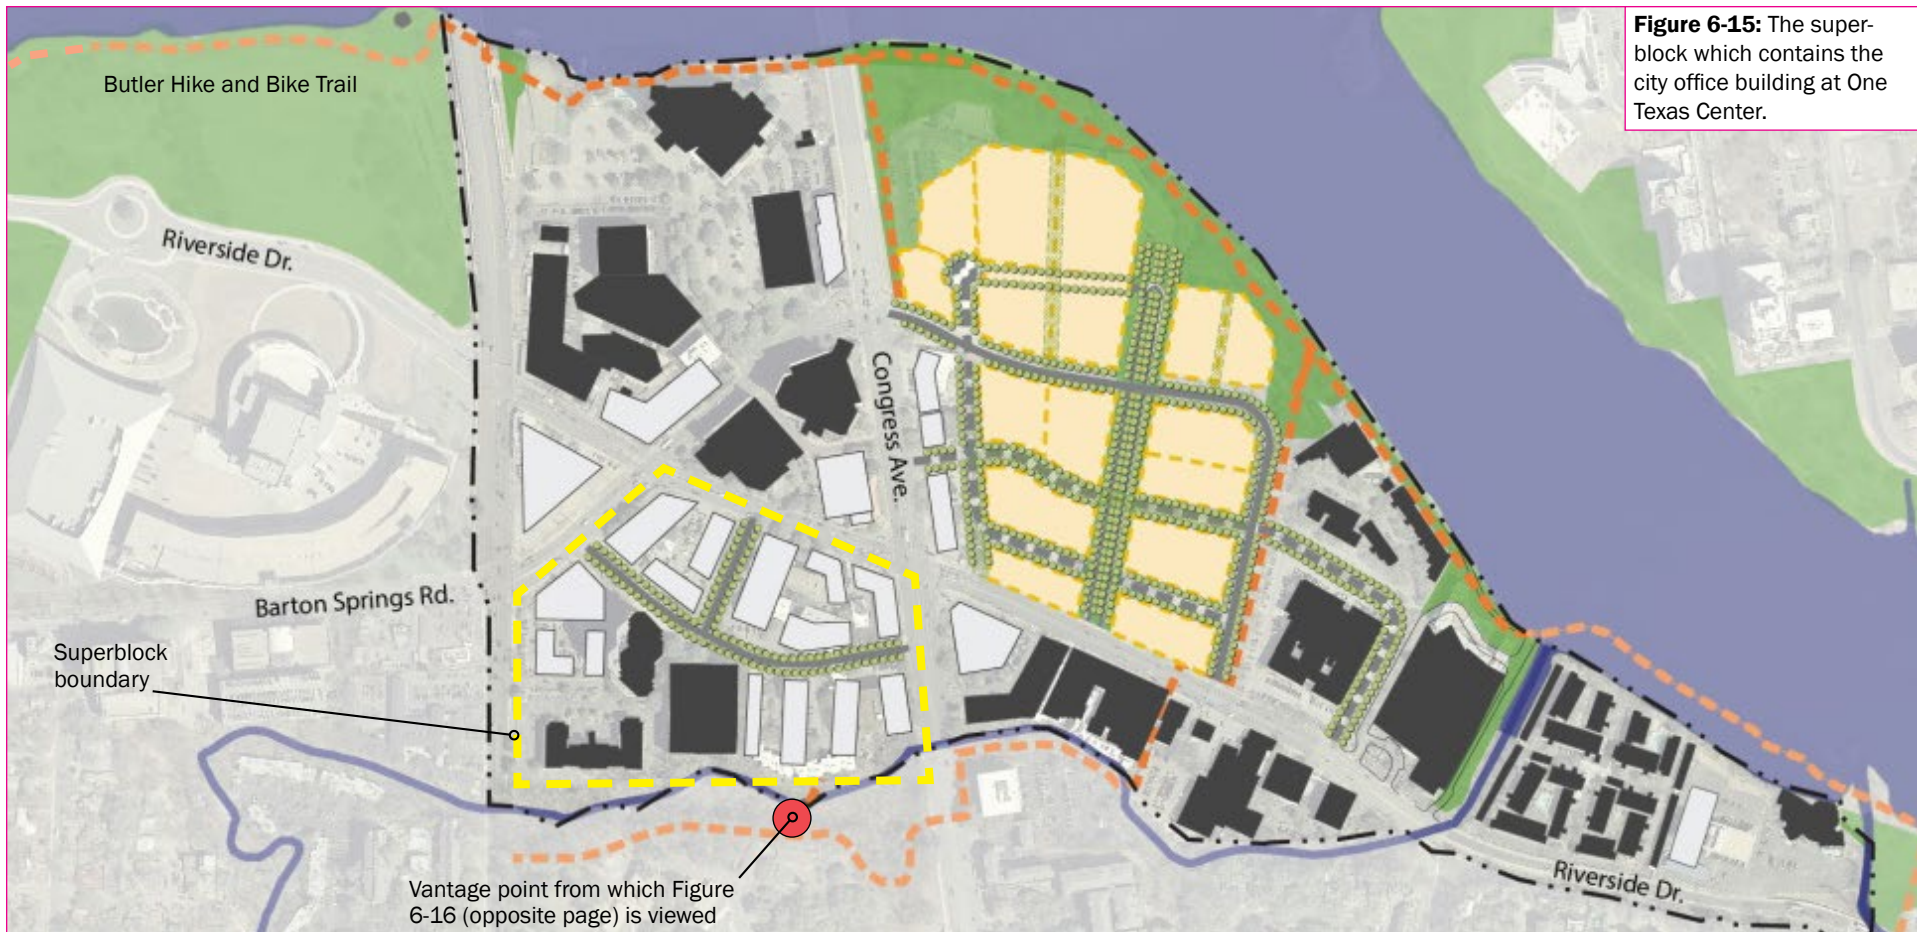 Figure 6-15: The super-
block which contains the
city office building at One
Texas Center.
Butler Hike and Bike Trail
Riverside Dr.
Congress Ave.
Barton Springs Rd.
Superblock
boundary
Vantage point from which Figure
6-16 (opposite page) is viewed
Riverside Dr.